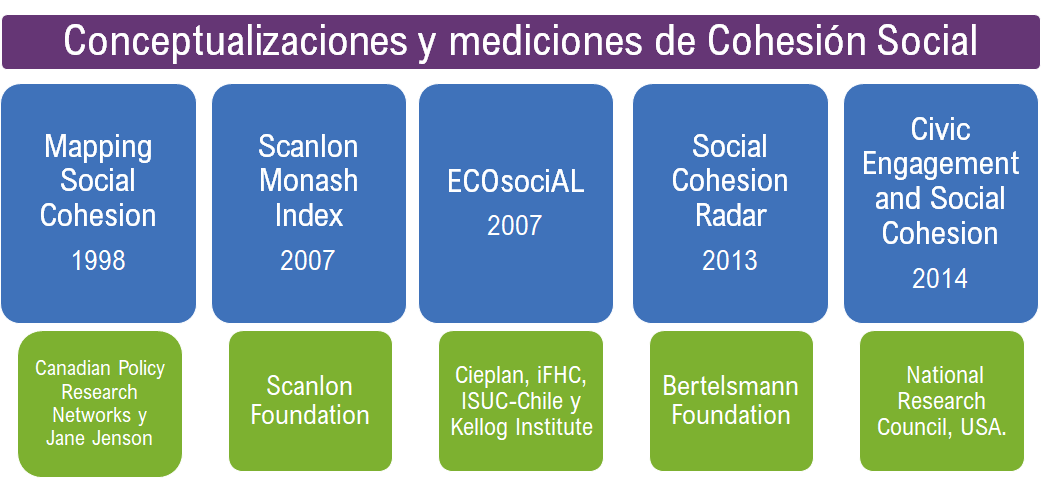 Conceptualizaciones y mediciones de Cohesión Social
Mapping
Social
Cohesion
1998
Scanlon
Monash
Index
2007
ECOsociAL
2007
Social
Cohesion
Radar
2013
Civic
Engagement
and Social
Cohesion
2014
Canadian Policy
Research
Networks y
Jane Jenson
Scanlon
Foundation
Cieplan, iFHC,
ISUC-Chile y
Kellog Institute
Bertelsmann
Foundation
National
Research
Council, USA.